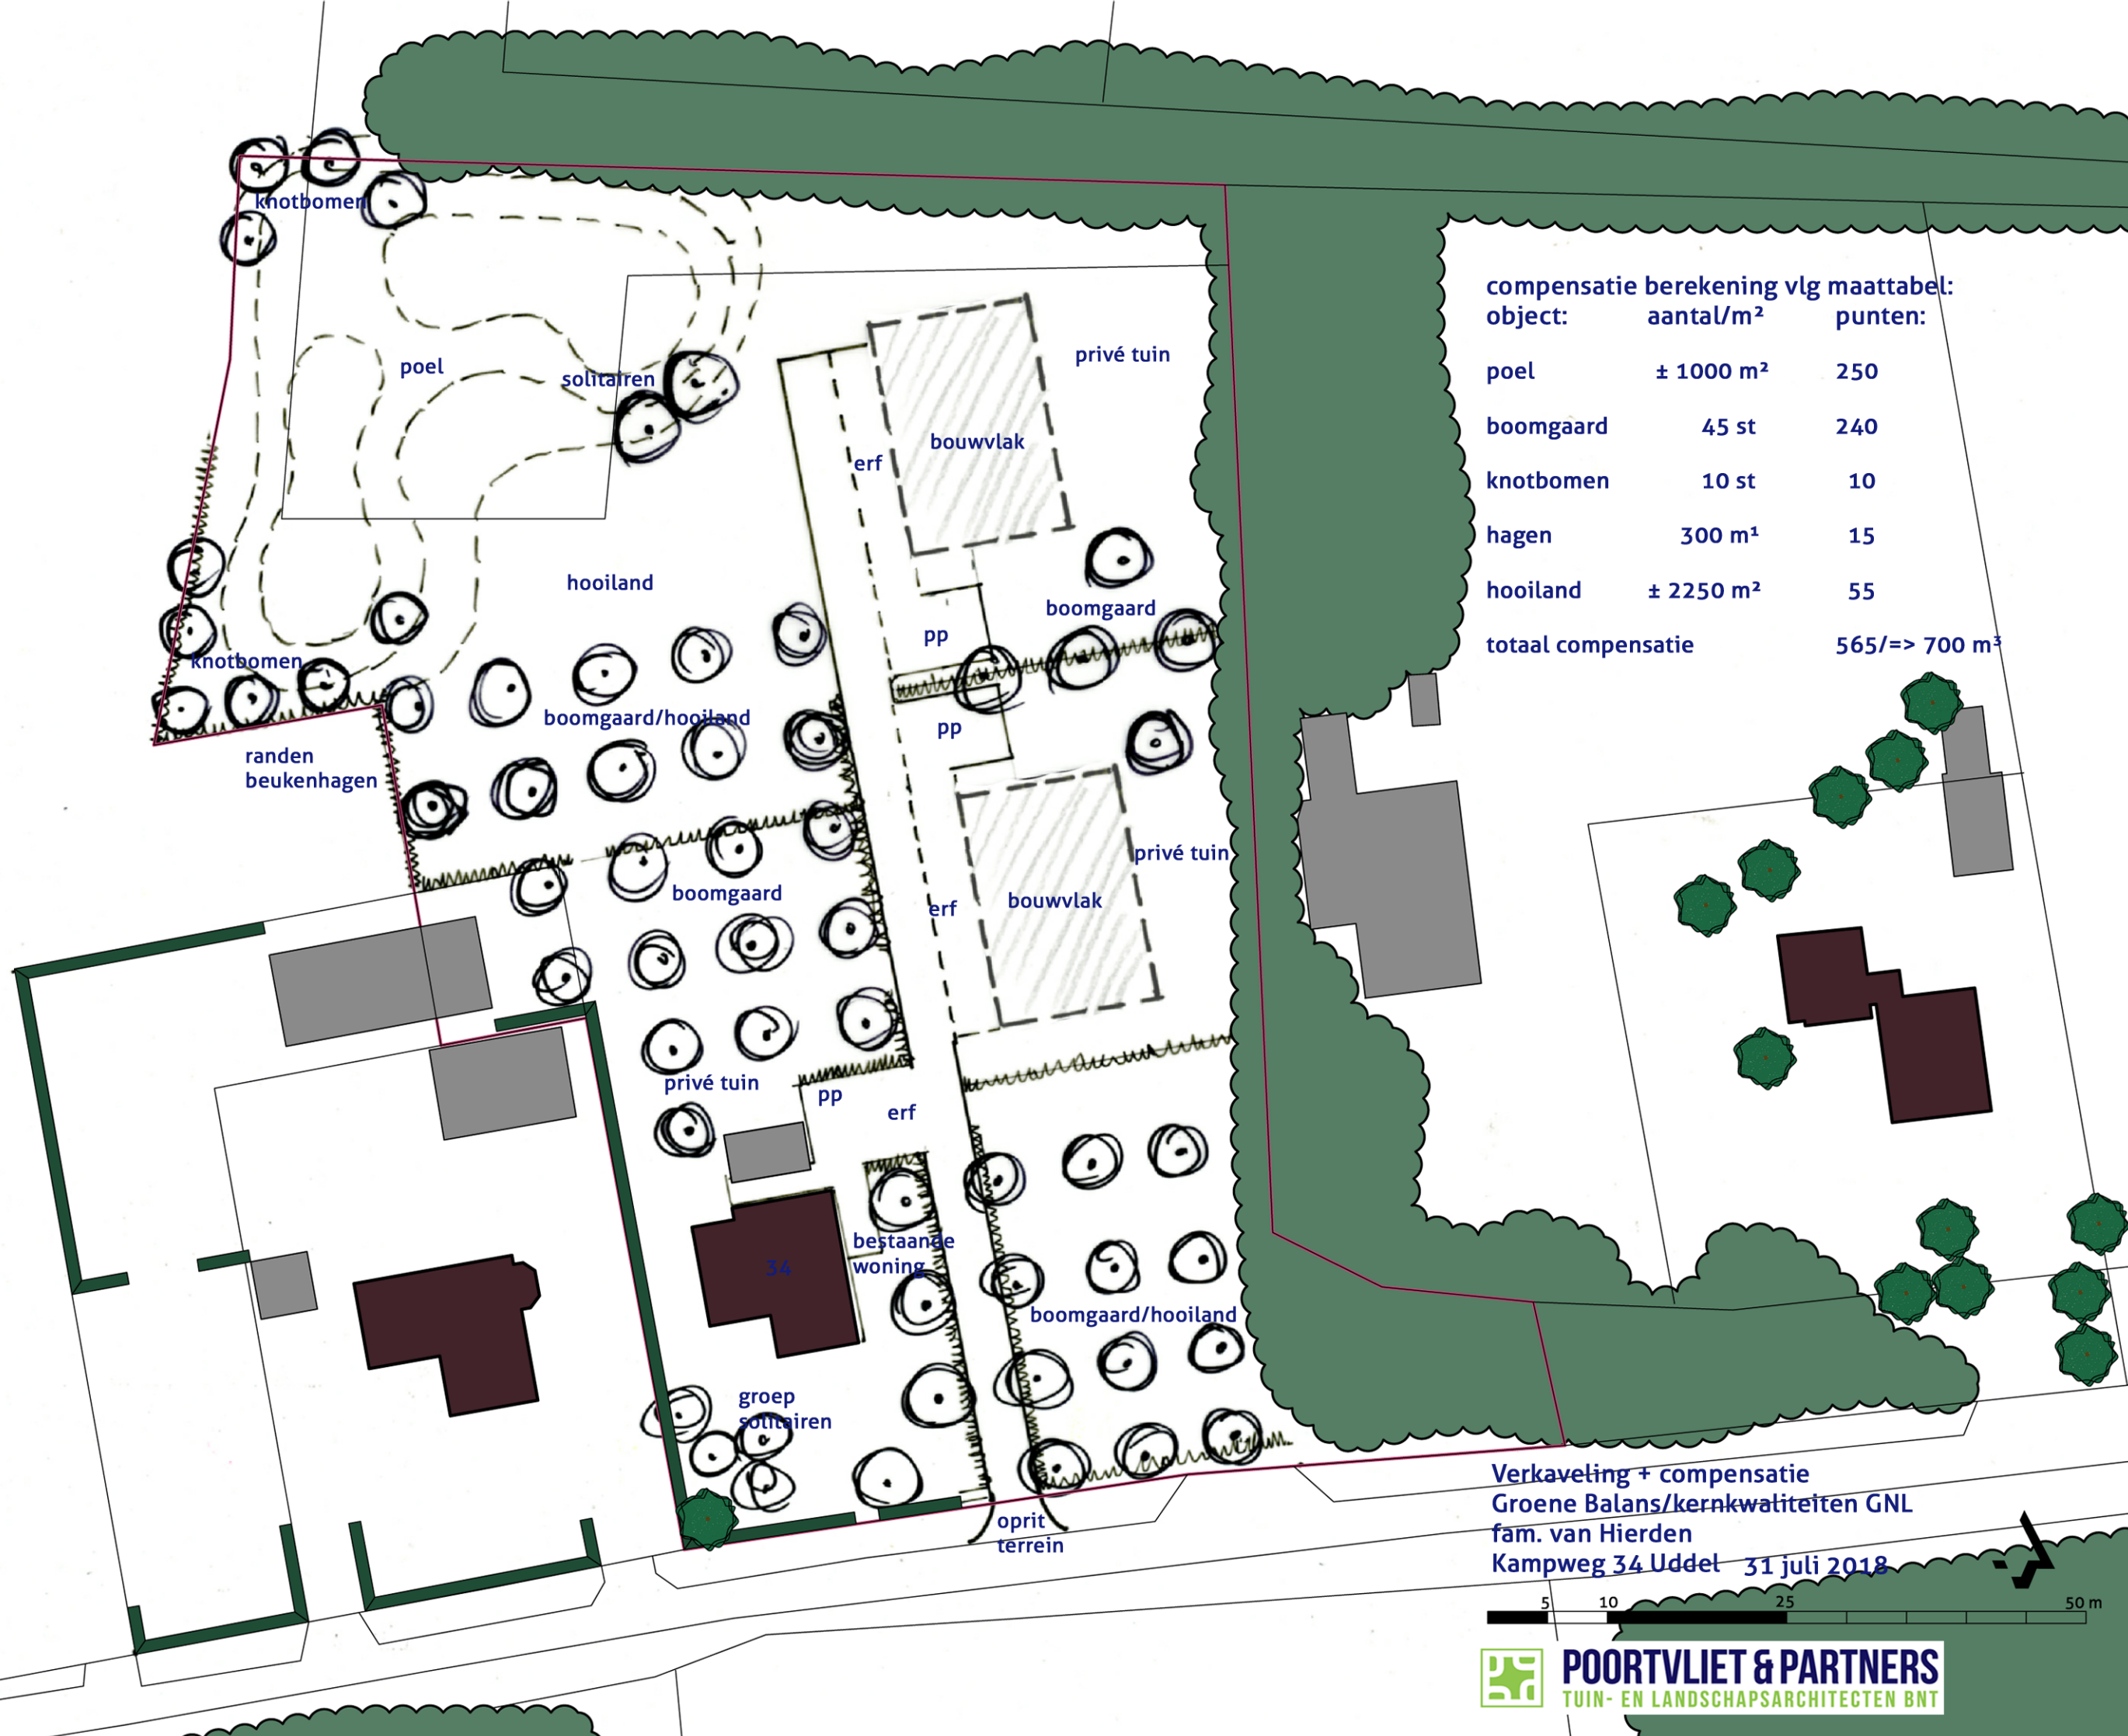 knotbomen
poel
solitairen
privé tuin
bouwvlak
erf
hooiland
boomgaard
pp
knotbomen
boomgaard/hooiland
pp
randen
beukenhagen
privé tuin
boomgaard
bouwvlak
erf
privé tuin
pp
erf
bestaande
woning
34
boomgaard/hooiland
groep
solitairen
oprit
terrein
compensatie berekening vlg maattabel:
object: aantal/m² punten:
poel ± 1000 m² 250
boomgaard 45 st 240
knotbomen 10 st 10
hagen 300 m¹ 15
hooiland ± 2250 m² 55
totaal compensatie 565/=> 700 m³
Verkaveling + compensatie
Groene Balans/kernkwaliteiten GNL
fam. van Hierden
Kampweg 34 Uddel 31 juli 2018
5 10 25 50 m
POORTVLIET & PARTNERS
TUIN- EN LANDSCHAPSARCHITECTEN BNT